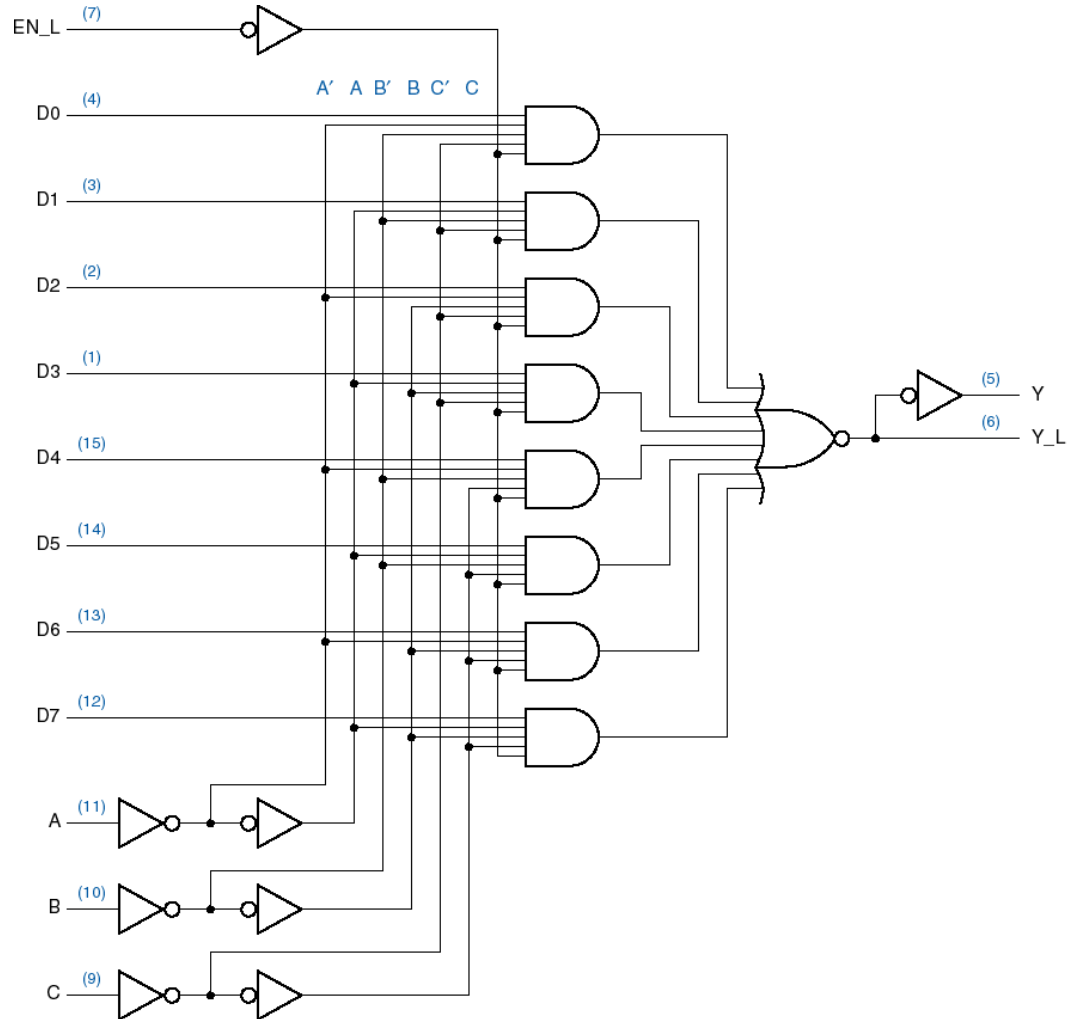 (7)
EN_L
A′ A B′ B C′ C
(4)
D0
(3)
D1
(2)
D2
(1)
D3
(5)
Y
(6)
Y_L
(15)
D4
(14)
D5
(13)
D6
(12)
D7
(11)
A
(10)
B
(9)
C